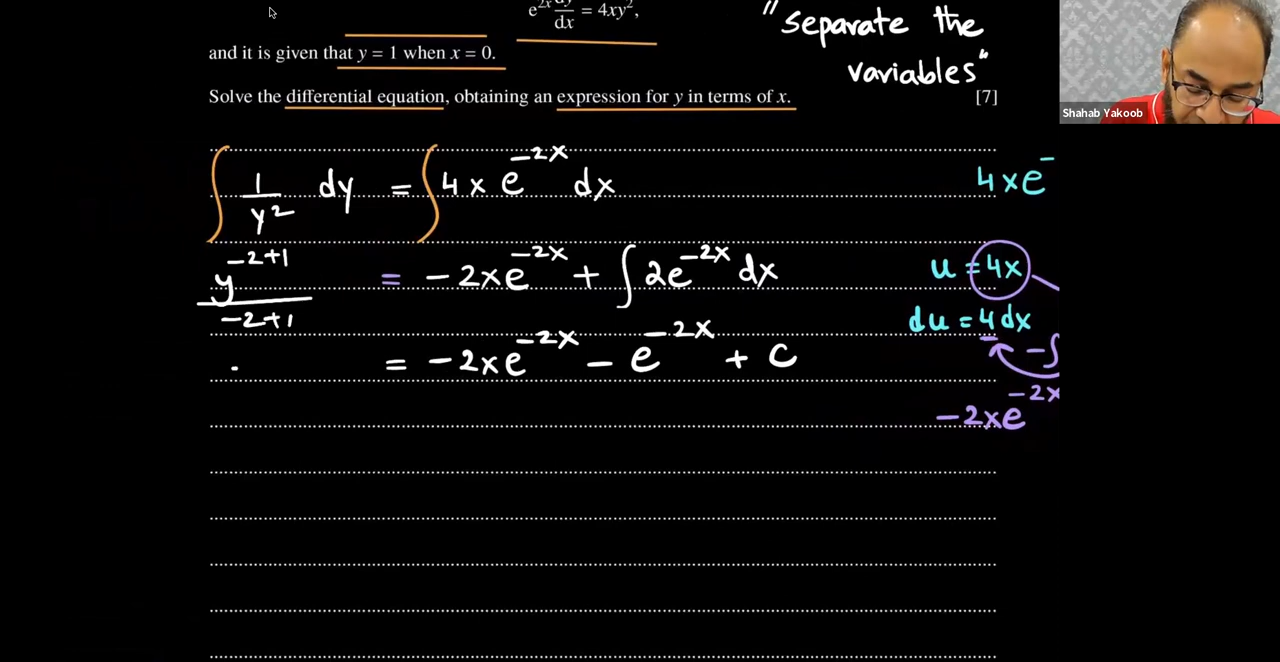 e^{2x} dy/dx = 4xy²,
"separate the variables"
and it is given that y = 1 when x = 0.
Solve the differential equation, obtaining an expression for y in terms of x. [7]
Shahab Yakoob
∫ 1/y² dy = ∫ 4x e^{-2x} dx
4xe^-
y^{-2+1}/(-2+1) = -2xe^{-2x} + ∫ 2e^{-2x} dx
u = 4x
du = 4dx
= -2xe^{-2x} - e^{-2x} + C
-∫
-2xe^{-2x}